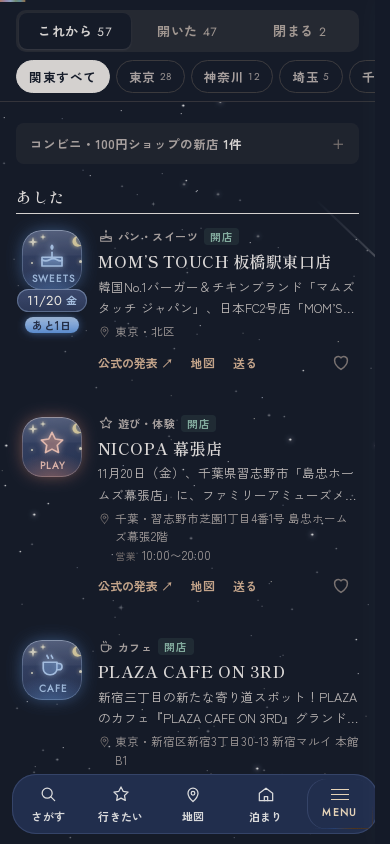 これから 57 開いた 47 閉まる 2
関東すべて 東京 28 神奈川 12 埼玉 5 千
コンビニ・100円ショップの新店 1件 +
あした
SWEETS
11/20 金
あと1日
パン・スイーツ 開店
MOM'S TOUCH 板橋駅東口店
韓国No.1バーガー＆チキンブランド「マムズ
タッチ ジャパン」、日本FC2号店「MOM'S…
東京・北区
公式の発表 ↗ 地図 送る
PLAY
遊び・体験 開店
NICOPA 幕張店
11月20日（金）、千葉県習志野市「島忠ホー
ムズ幕張店」に、ファミリーアミューズメ…
千葉・習志野市芝園1丁目4番1号 島忠ホーム
ズ幕張2階
営業 10:00〜20:00
公式の発表 ↗ 地図 送る
CAFE
カフェ 開店
PLAZA CAFE ON 3RD
新宿三丁目の新たな寄り道スポット！PLAZA
のカフェ『PLAZA CAFE ON 3RD』グランド…
東京・新宿区新宿3丁目30-13 新宿マルイ 本館
B1
さがす 行きたい 地図 泊まり MENU